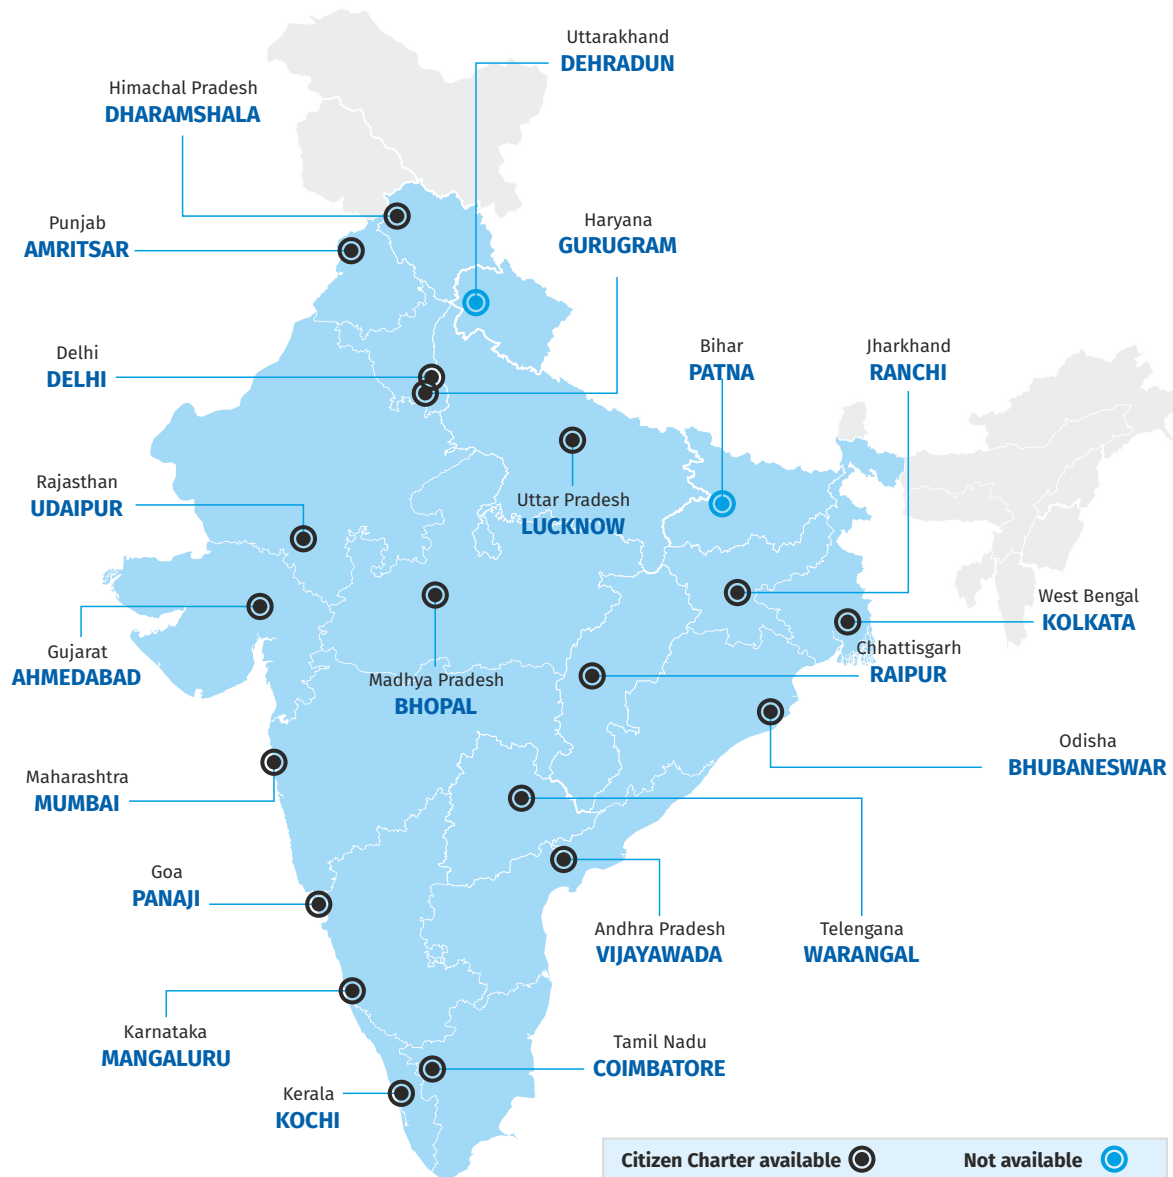 Uttarakhand
DEHRADUN
Himachal Pradesh
DHARAMSHALA
Punjab
AMRITSAR
Haryana
GURUGRAM
Delhi
DELHI
Bihar
PATNA
Jharkhand
RANCHI
Rajasthan
UDAIPUR
Uttar Pradesh
LUCKNOW
West Bengal
KOLKATA
Gujarat
AHMEDABAD
Madhya Pradesh
BHOPAL
Chhattisgarh
RAIPUR
Odisha
BHUBANESWAR
Maharashtra
MUMBAI
Goa
PANAJI
Andhra Pradesh
VIJAYAWADA
Telengana
WARANGAL
Karnataka
MANGALURU
Tamil Nadu
COIMBATORE
Kerala
KOCHI
Citizen Charter available
Not available